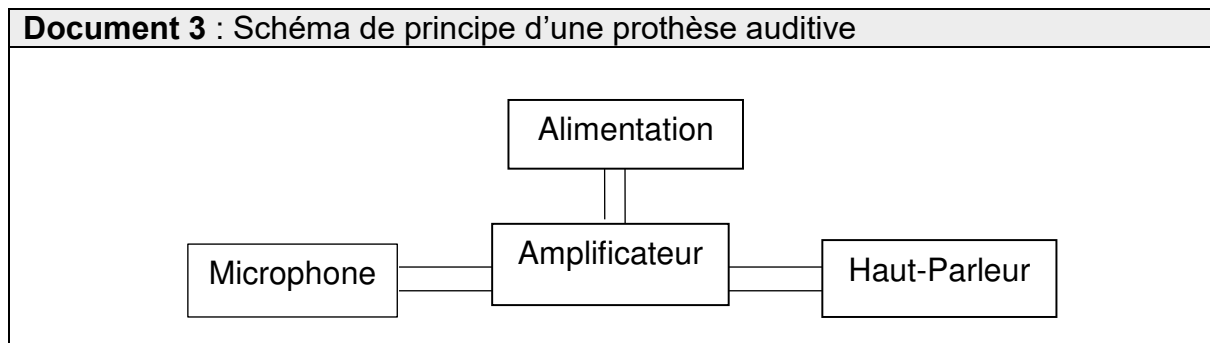 Document 3 : Schéma de principe d’une prothèse auditive
Alimentation
Microphone
Amplificateur
Haut-Parleur